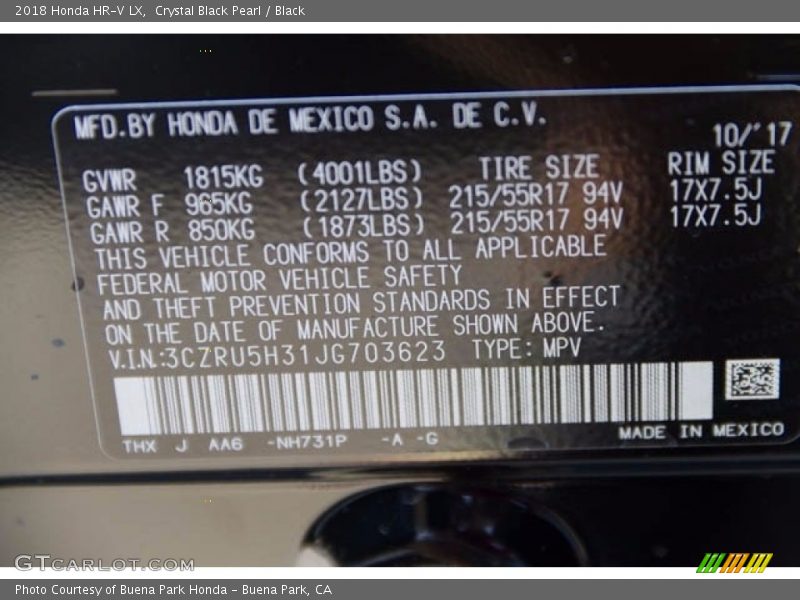 2018 Honda HR-V LX,  Crystal Black Pearl / Black
MFD.BY HONDA DE MEXICO S.A. DE C.V.
10/'17
GVWR 1815KG (4001LBS) TIRE SIZE RIM SIZE
GAWR F 965KG (2127LBS) 215/55R17 94V 17X7.5J
GAWR R 850KG (1873LBS) 215/55R17 94V 17X7.5J
THIS VEHICLE CONFORMS TO ALL APPLICABLE
FEDERAL MOTOR VEHICLE SAFETY
AND THEFT PREVENTION STANDARDS IN EFFECT
ON THE DATE OF MANUFACTURE SHOWN ABOVE.
V.I.N:3CZRU5H31JG703623 TYPE: MPV
THX J AA6 -NH731P -A -G MADE IN MEXICO
GTCARLOT.COM
Photo Courtesy of Buena Park Honda - Buena Park, CA